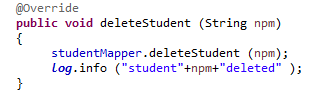 @Override
public void deleteStudent (String npm)
{
studentMapper.deleteStudent (npm);
log.info ("student"+npm+"deleted" );
}